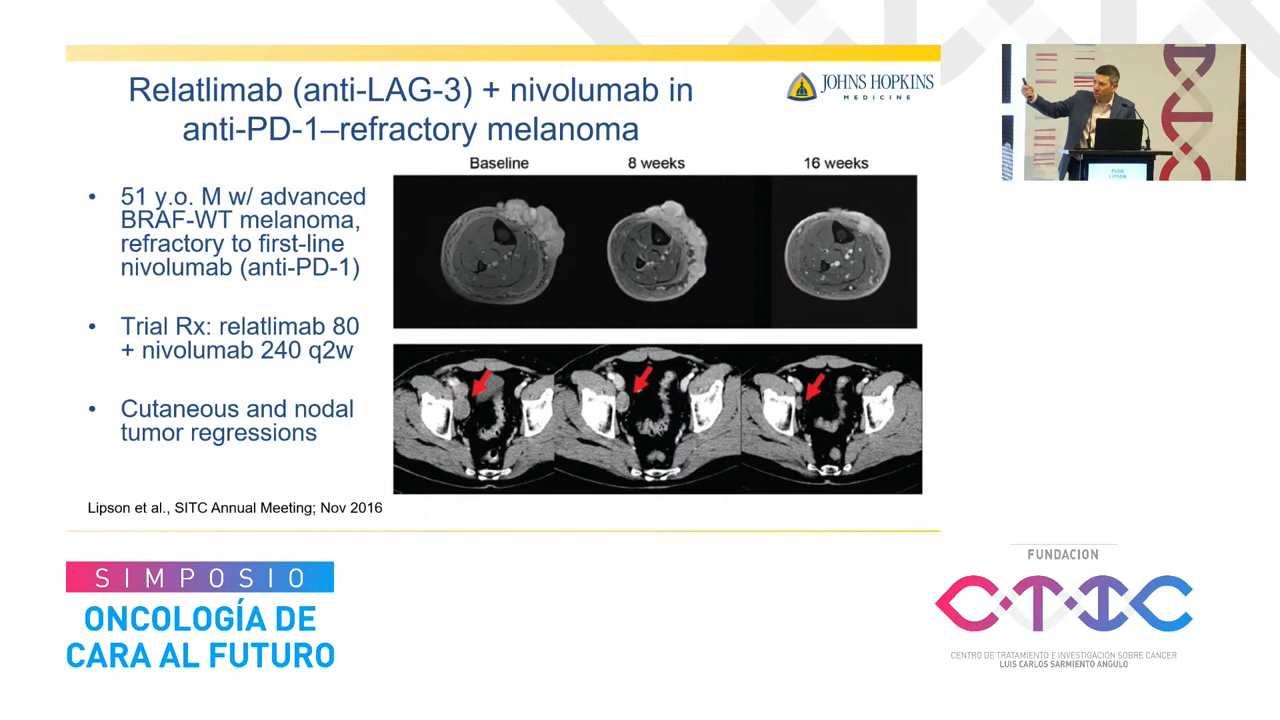 Relatlimab (anti-LAG-3) + nivolumab in
anti-PD-1–refractory melanoma
JOHNS HOPKINS
MEDICINE
• 51 y.o. M w/ advanced
BRAF-WT melanoma,
refractory to first-line
nivolumab (anti-PD-1)
• Trial Rx: relatlimab 80
+ nivolumab 240 q2w
• Cutaneous and nodal
tumor regressions
Baseline
8 weeks
16 weeks
Lipson et al., SITC Annual Meeting; Nov 2016
EVAN
LIPSON
SIMPOSIO
ONCOLOGÍA DE
CARA AL FUTURO
FUNDACION
CTIC
CENTRO DE TRATAMIENTO E INVESTIGACION SOBRE CANCER
LUIS CARLOS SARMIENTO ANGULO